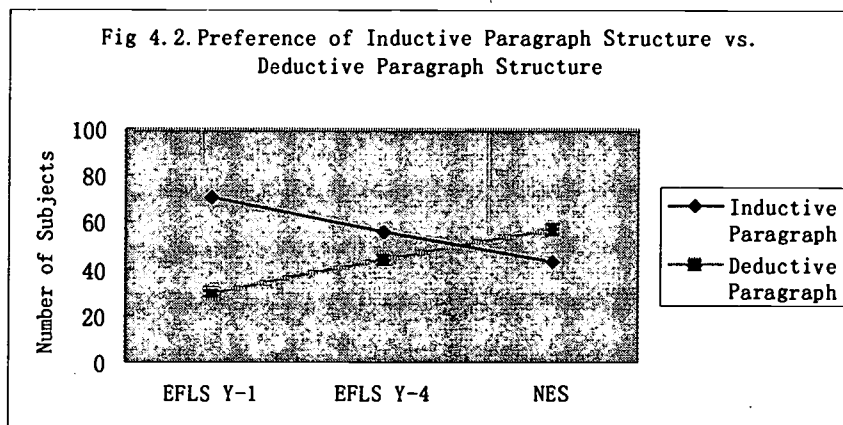 Fig 4.2. Preference of Inductive Paragraph Structure vs.
Deductive Paragraph Structure
Number of Subjects
100
80
60
40
20
0
EFLS Y-1
EFLS Y-4
NES
Inductive
Paragraph
Deductive
Paragraph